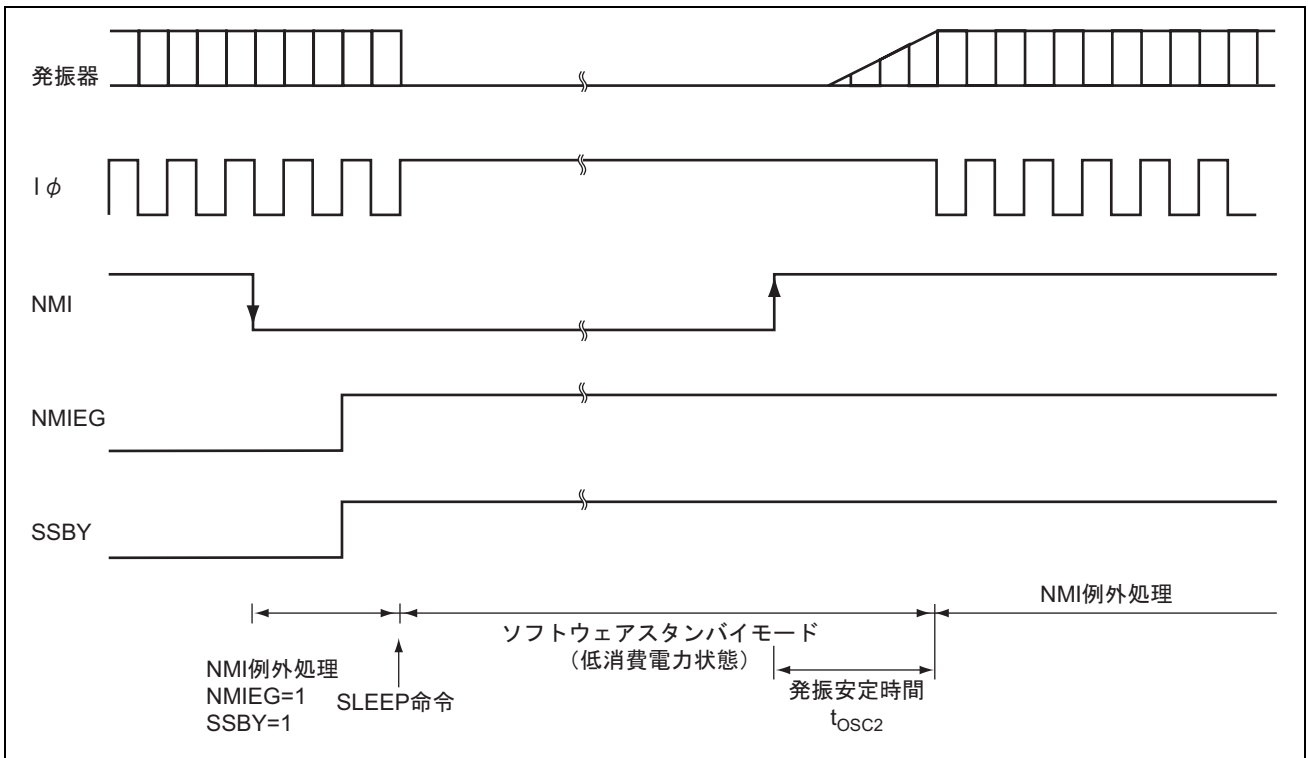 発振器
Iφ
NMI
NMIEG
SSBY
NMI例外処理
ソフトウェアスタンバイモード
(低消費電力状態)
NMI例外処理
NMIEG=1
SSBY=1
SLEEP命令
発振安定時間
tOSC2